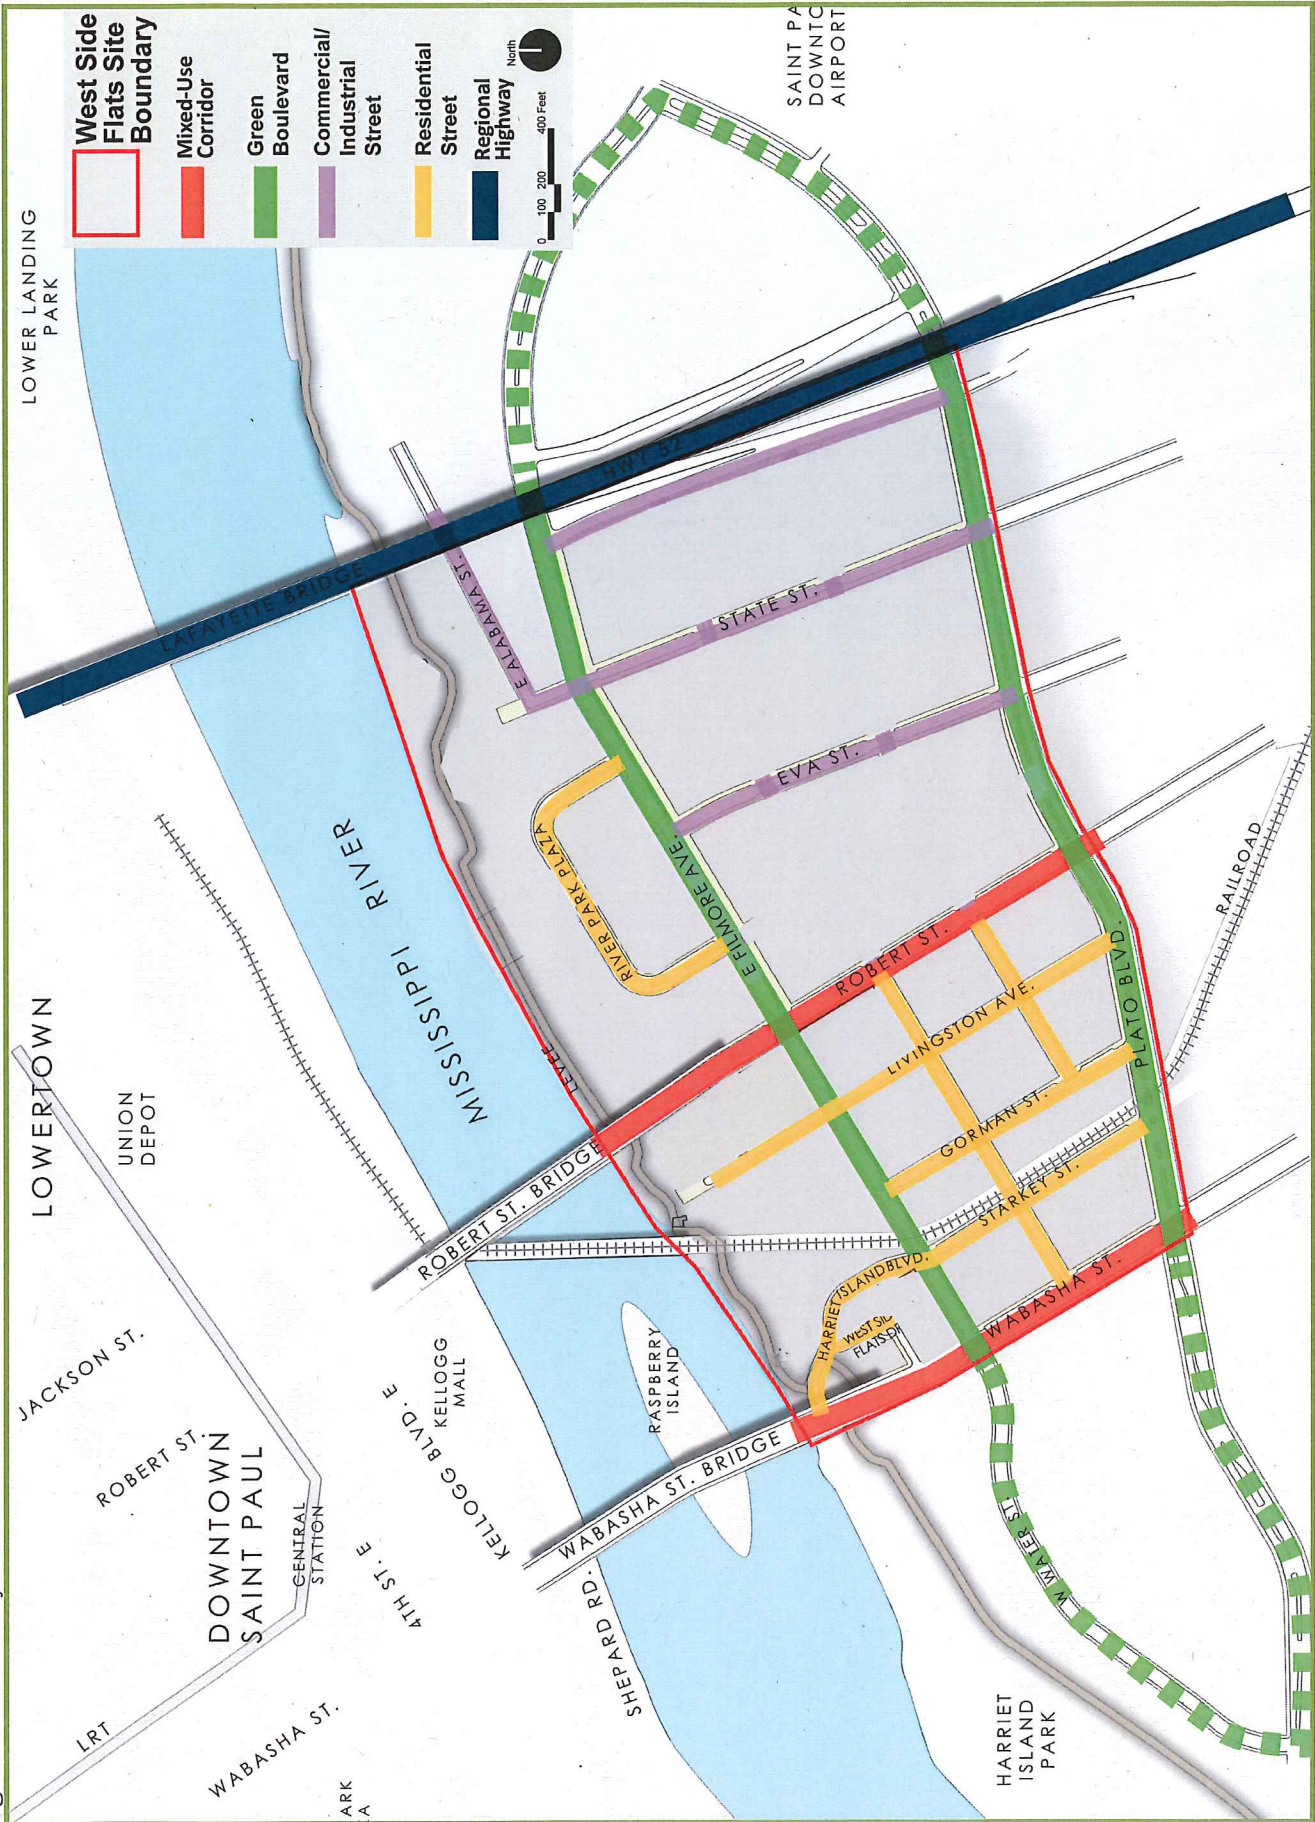 West Side
Flats Site
Boundary
Mixed-Use
Corridor
Green
Boulevard
Commercial/
Industrial
Street
Residential
Street
Regional
Highway
North
0 100 200 400 Feet
LOWER LANDING
PARK
SAINT PA
DOWNTO
AIRPORT
LOWERTOWN
UNION
DEPOT
MISSISSIPPI RIVER
LAFAYETTE BRIDGE
HWY 52
E ALABAMA ST.
STATE ST.
EVA ST.
RIVER PARK PLAZA
RIVER PARK PLAZA
E FILMORE AVE.
LEVEE
ROBERT ST. BRIDGE
ROBERT ST.
LIVINGSTON AVE.
GORMAN ST.
STARKEY ST.
PLATO BLVD.
RAILROAD
WABASHA ST.
HARRIET ISLAND BLVD.
WEST SID
FLATS DR
RASPBERRY
ISLAND
WABASHA ST. BRIDGE
JACKSON ST.
ROBERT ST.
DOWNTOWN
SAINT PAUL
CENTRAL
STATION
4TH ST. E
KELLOGG BLVD. E
KELLOGG
MALL
SHEPARD RD.
LRT
WABASHA ST.
ARK
A
W WATER ST.
HARRIET
ISLAND
PARK